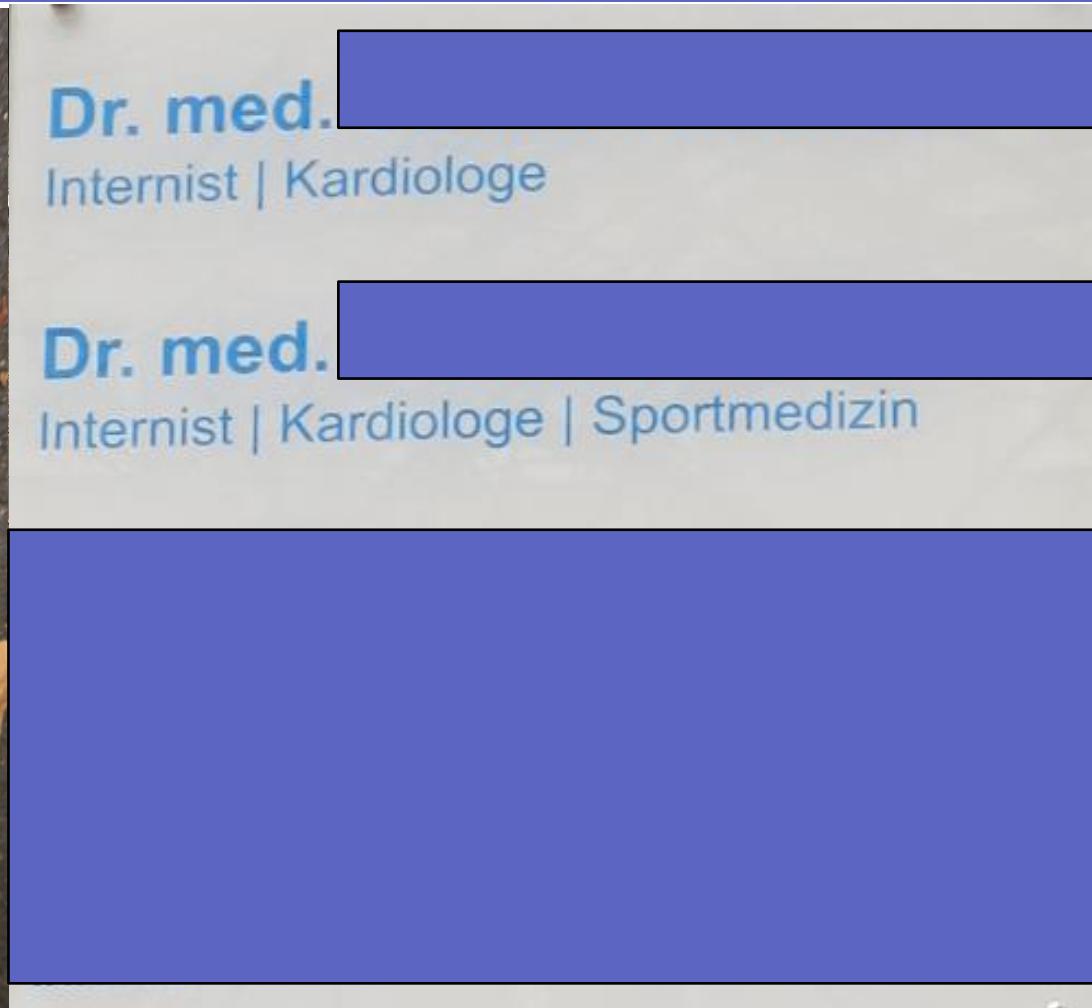 Dr. med.
Internist | Kardiologe
Dr. med.
Internist | Kardiologe | Sportmedizin